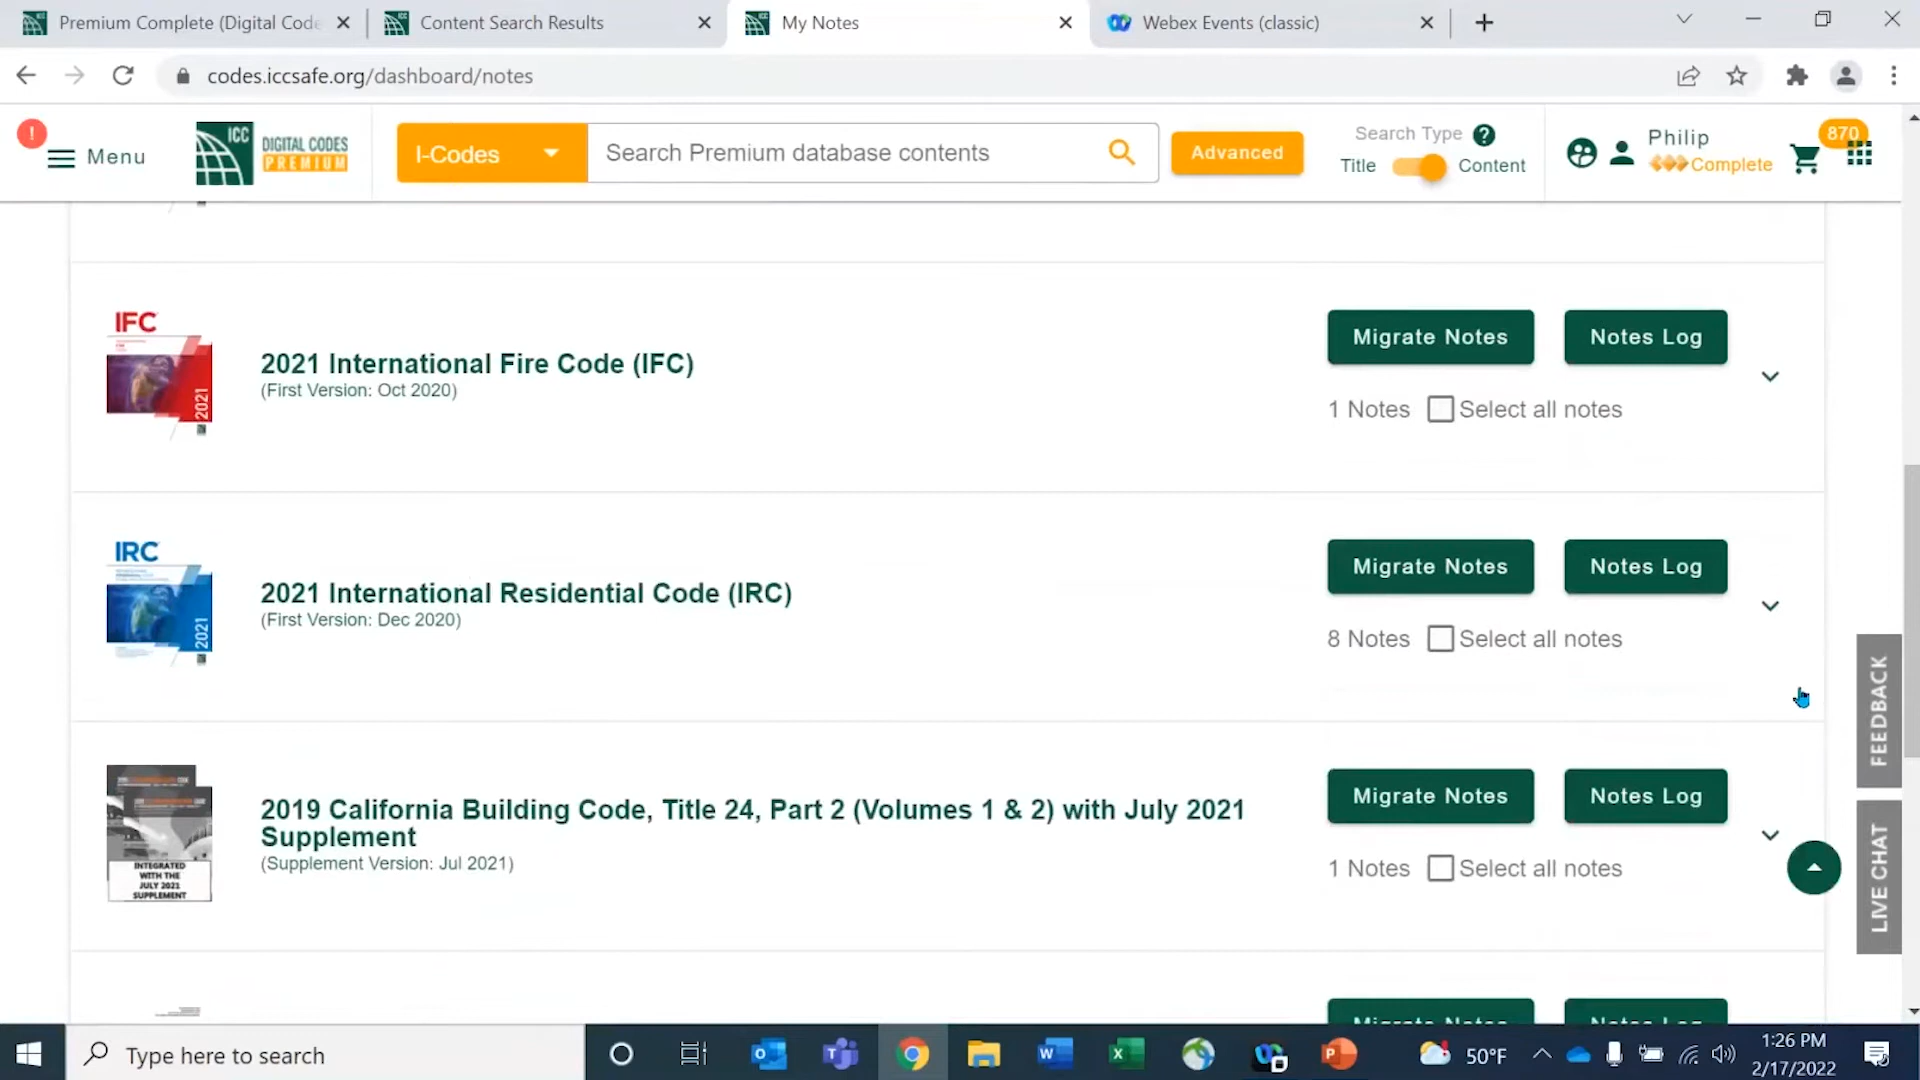 Premium Complete (Digital Code
Content Search Results
My Notes
Webex Events (classic)
codes.iccsafe.org/dashboard/notes
!
Menu
ICC
DIGITAL CODES
PREMIUM
I-Codes
Search Premium database contents
Advanced
Search Type ?
Title
Content
Philip
Complete
870
IFC
2021
2021 International Fire Code (IFC)
(First Version: Oct 2020)
Migrate Notes
Notes Log
1 Notes
Select all notes
IRC
2021
2021 International Residential Code (IRC)
(First Version: Dec 2020)
Migrate Notes
Notes Log
8 Notes
Select all notes
INTEGRATED
WITH THE
JULY 2021
SUPPLEMENT
2019 California Building Code, Title 24, Part 2 (Volumes 1 & 2) with July 2021
Supplement
(Supplement Version: Jul 2021)
Migrate Notes
Notes Log
1 Notes
Select all notes
FEEDBACK
LIVE CHAT
Migrate Notes
Notes Log
Type here to search
50°F
1:26 PM
2/17/2022